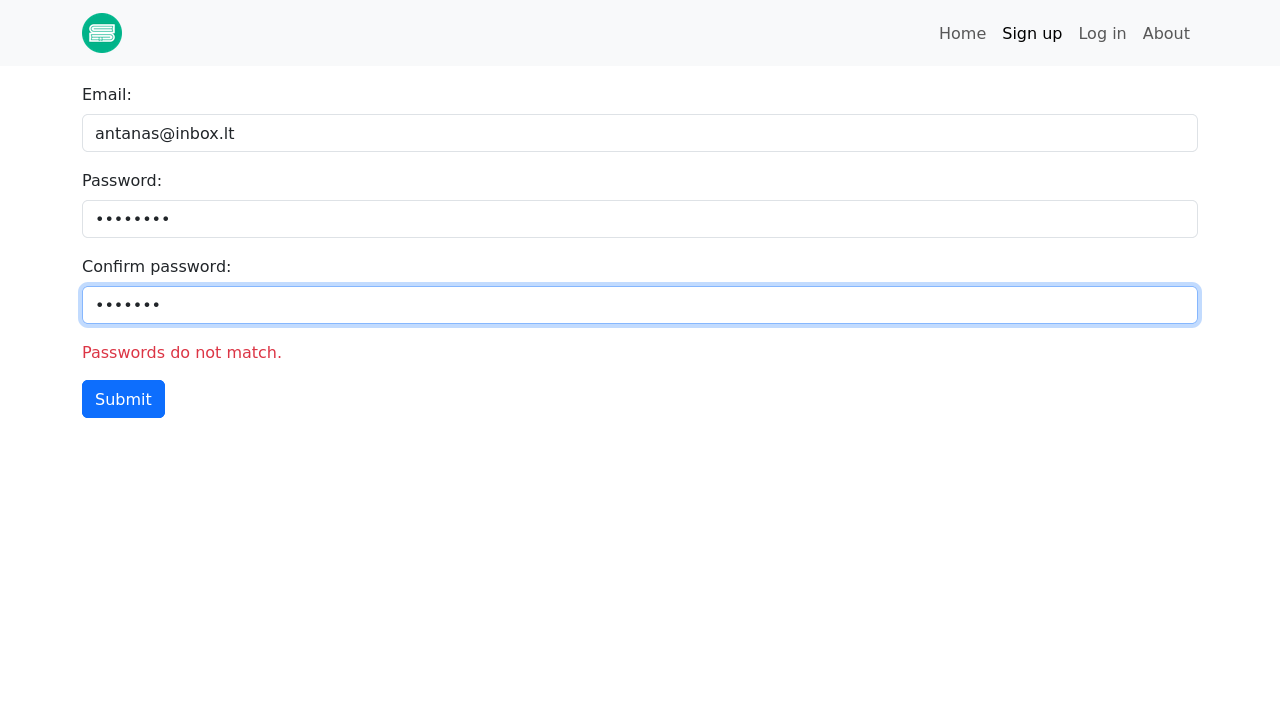 Home Sign up Log in About
Email:
antanas@inbox.lt
Password:
••••••••
Confirm password:
•••••••
Passwords do not match.
Submit